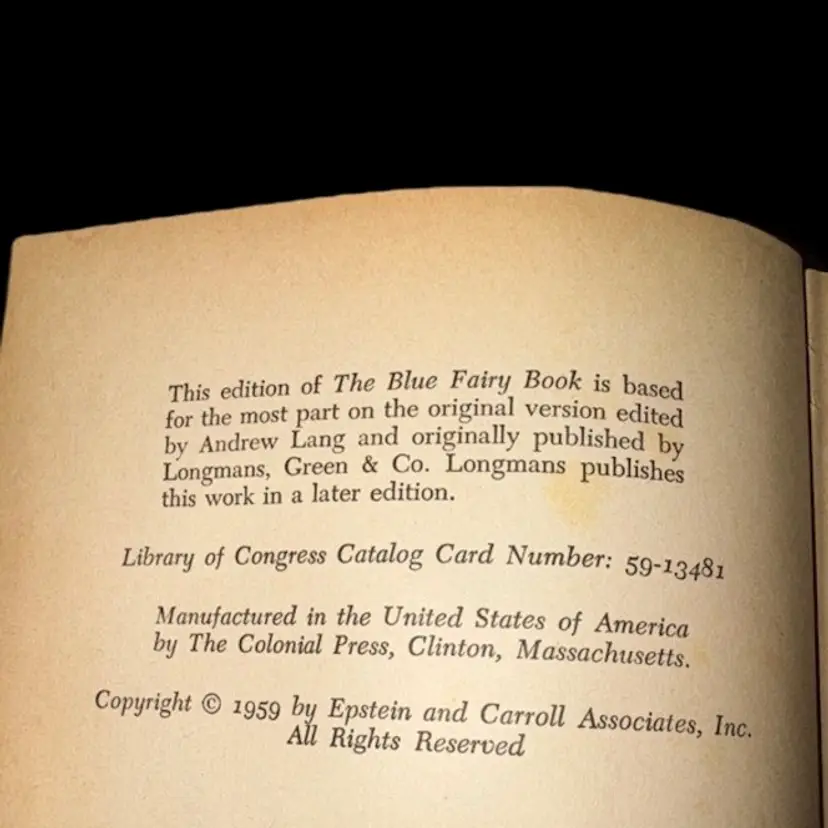 This edition of The Blue Fairy Book is based
for the most part on the original version edited
by Andrew Lang and originally published by
Longmans, Green & Co. Longmans publishes
this work in a later edition.
Library of Congress Catalog Card Number: 59-13481
Manufactured in the United States of America
by The Colonial Press, Clinton, Massachusetts.
Copyright © 1959 by Epstein and Carroll Associates, Inc.
All Rights Reserved